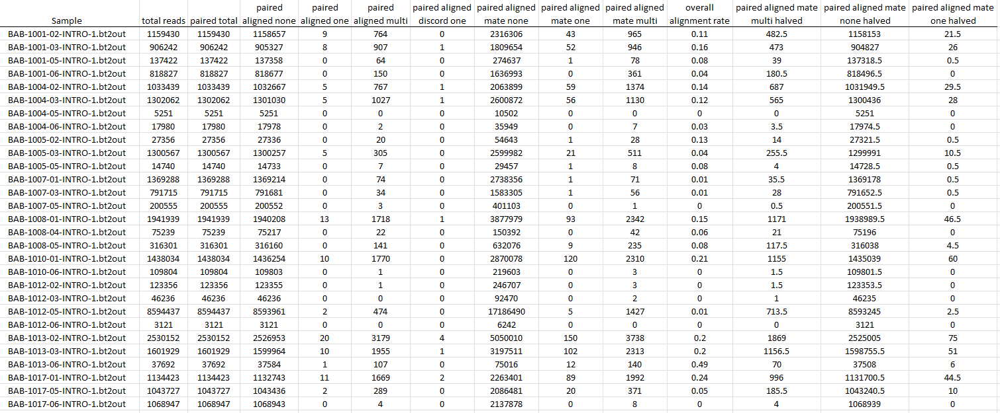 paired paired paired paired aligned paired aligned paired aligned paired aligned overall paired aligned mate paired aligned mate paired aligned mate
Sample total reads paired total aligned none aligned one aligned multi discord one mate none mate one mate multi alignment rate multi halved none halved one halved
BAB-1001-02-INTRO-1.bt2out 1159430 1159430 1158657 9 764 0 2316306 43 965 0.11 482.5 1158153 21.5
BAB-1001-03-INTRO-1.bt2out 906242 906242 905327 8 907 1 1809654 52 946 0.16 473 904827 26
BAB-1001-05-INTRO-1.bt2out 137422 137422 137358 0 64 0 274637 1 78 0.08 39 137318.5 0.5
BAB-1001-06-INTRO-1.bt2out 818827 818827 818677 0 150 0 1636993 0 361 0.04 180.5 818496.5 0
BAB-1004-02-INTRO-1.bt2out 1033439 1033439 1032667 5 767 1 2063899 59 1374 0.14 687 1031949.5 29.5
BAB-1004-03-INTRO-1.bt2out 1302062 1302062 1301030 5 1027 1 2600872 56 1130 0.12 565 1300436 28
BAB-1004-05-INTRO-1.bt2out 5251 5251 5251 0 0 0 10502 0 0 0 0 5251 0
BAB-1004-06-INTRO-1.bt2out 17980 17980 17978 0 2 0 35949 0 7 0.03 3.5 17974.5 0
BAB-1005-02-INTRO-1.bt2out 27356 27356 27336 0 20 0 54643 1 28 0.13 14 27321.5 0.5
BAB-1005-03-INTRO-1.bt2out 1300567 1300567 1300257 5 305 0 2599982 21 511 0.04 255.5 1299991 10.5
BAB-1005-05-INTRO-1.bt2out 14740 14740 14733 0 7 0 29457 1 8 0.08 4 14728.5 0.5
BAB-1007-01-INTRO-1.bt2out 1369288 1369288 1369214 0 74 0 2738356 1 71 0.01 35.5 1369178 0.5
BAB-1007-03-INTRO-1.bt2out 791715 791715 791681 0 34 0 1583305 1 56 0.01 28 791652.5 0.5
BAB-1007-05-INTRO-1.bt2out 200555 200555 200552 0 3 0 401103 0 1 0 0.5 200551.5 0
BAB-1008-01-INTRO-1.bt2out 1941939 1941939 1940208 13 1718 1 3877979 93 2342 0.15 1171 1938989.5 46.5
BAB-1008-04-INTRO-1.bt2out 75239 75239 75217 0 22 0 150392 0 42 0.06 21 75196 0
BAB-1008-05-INTRO-1.bt2out 316301 316301 316160 0 141 0 632076 9 235 0.08 117.5 316038 4.5
BAB-1010-01-INTRO-1.bt2out 1438034 1438034 1436254 10 1770 0 2870078 120 2310 0.21 1155 1435039 60
BAB-1010-06-INTRO-1.bt2out 109804 109804 109803 0 1 0 219603 0 3 0 1.5 109801.5 0
BAB-1012-02-INTRO-1.bt2out 123356 123356 123355 0 1 0 246707 0 3 0 1.5 123353.5 0
BAB-1012-03-INTRO-1.bt2out 46236 46236 46236 0 0 0 92470 0 2 0 1 46235 0
BAB-1012-05-INTRO-1.bt2out 8594437 8594437 8593961 2 474 0 17186490 5 1427 0.01 713.5 8593245 2.5
BAB-1012-06-INTRO-1.bt2out 3121 3121 3121 0 0 0 6242 0 0 0 0 3121 0
BAB-1013-02-INTRO-1.bt2out 2530152 2530152 2526953 20 3179 4 5050010 150 3738 0.2 1869 2525005 75
BAB-1013-03-INTRO-1.bt2out 1601929 1601929 1599964 10 1955 1 3197511 102 2313 0.2 1156.5 1598755.5 51
BAB-1013-06-INTRO-1.bt2out 37692 37692 37584 1 107 0 75016 12 140 0.49 70 37508 6
BAB-1017-01-INTRO-1.bt2out 1134423 1134423 1132743 11 1669 2 2263401 89 1992 0.24 996 1131700.5 44.5
BAB-1017-05-INTRO-1.bt2out 1043727 1043727 1043436 2 289 0 2086481 20 371 0.05 185.5 1043240.5 10
BAB-1017-06-INTRO-1.bt2out 1068947 1068947 1068943 0 4 0 2137878 0 8 0 4 1068939 0